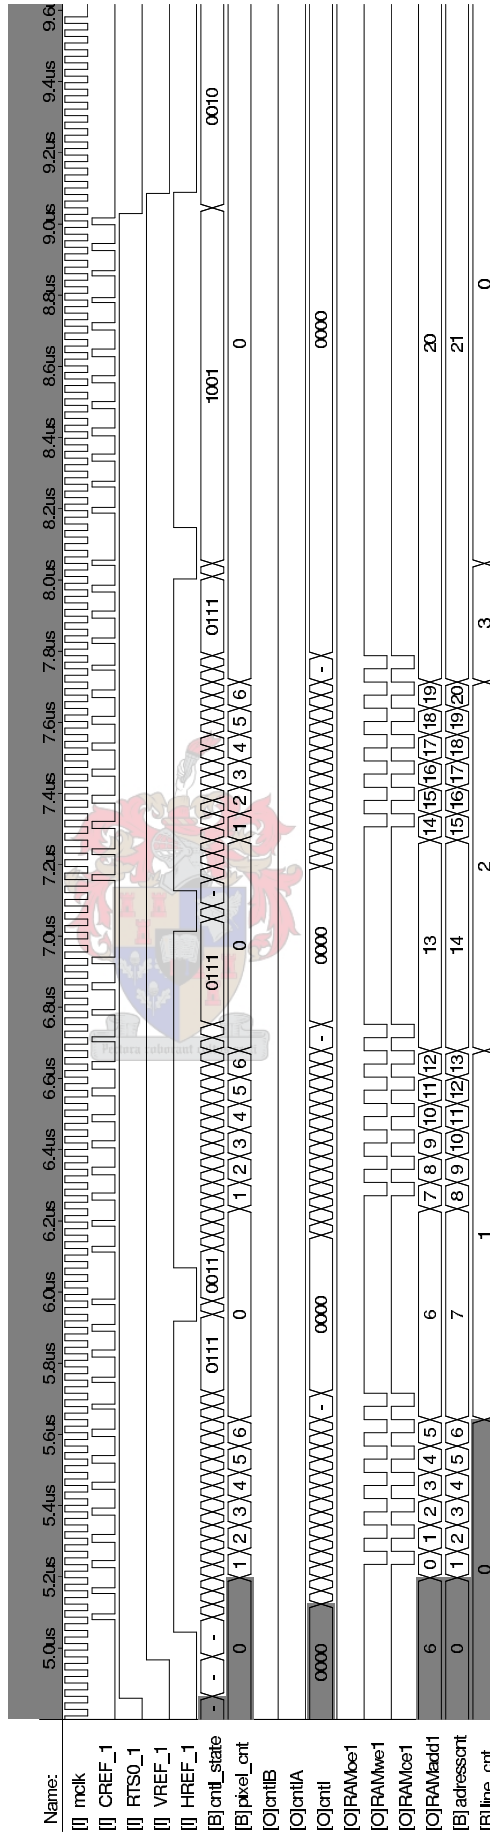 Name: 5.0us 5.2us 5.4us 5.6us 5.8us 6.0us 6.2us 6.4us 6.6us 6.8us 7.0us 7.2us 7.4us 7.6us 7.8us 8.0us 8.2us 8.4us 8.6us 8.8us 9.0us 9.2us 9.4us
[I] mclk
[I] CREF_1
[I] RTS0_1
[I] VREF_1
[I] HREF_1
[B] cntl_state - - - 0111 0011 0111 - 0111 1001 0010
[B] pixel_cnt 0 1 2 3 4 5 6 0 1 2 3 4 5 6 0 1 2 3 4 5 6 0
[O] cntlB
[O] cntlA
[O] cntl 0000 - 0000 - 0000 - 0000
[O] RAMoe1
[O] RAMwe1
[O] RAMce1
[O] RAMadd1 6 0 1 2 3 4 5 6 7 8 9 10 11 12 13 14 15 16 17 18 19 20
[B] adresscnt 0 1 2 3 4 5 6 7 8 9 10 11 12 13 14 15 16 17 18 19 20 21
[B] line_cnt 0 1 2 3 0
Pectora roborant